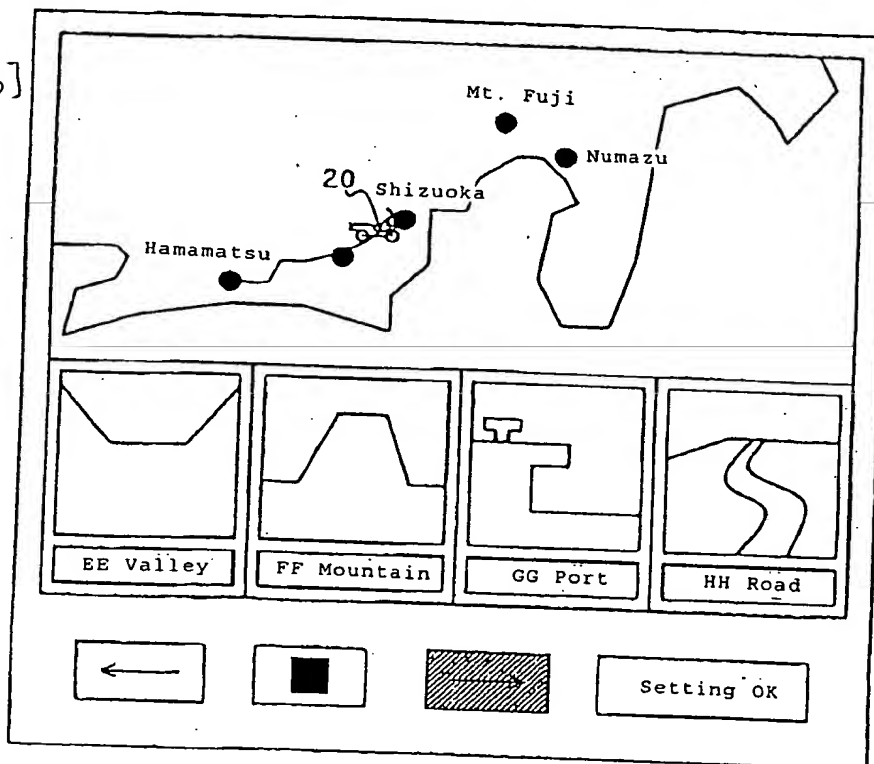 ]
Mt. Fuji
Numazu
20
Shizuoka
Hamamatsu
EE Valley
FF Mountain
GG Port
HH Road
Setting OK